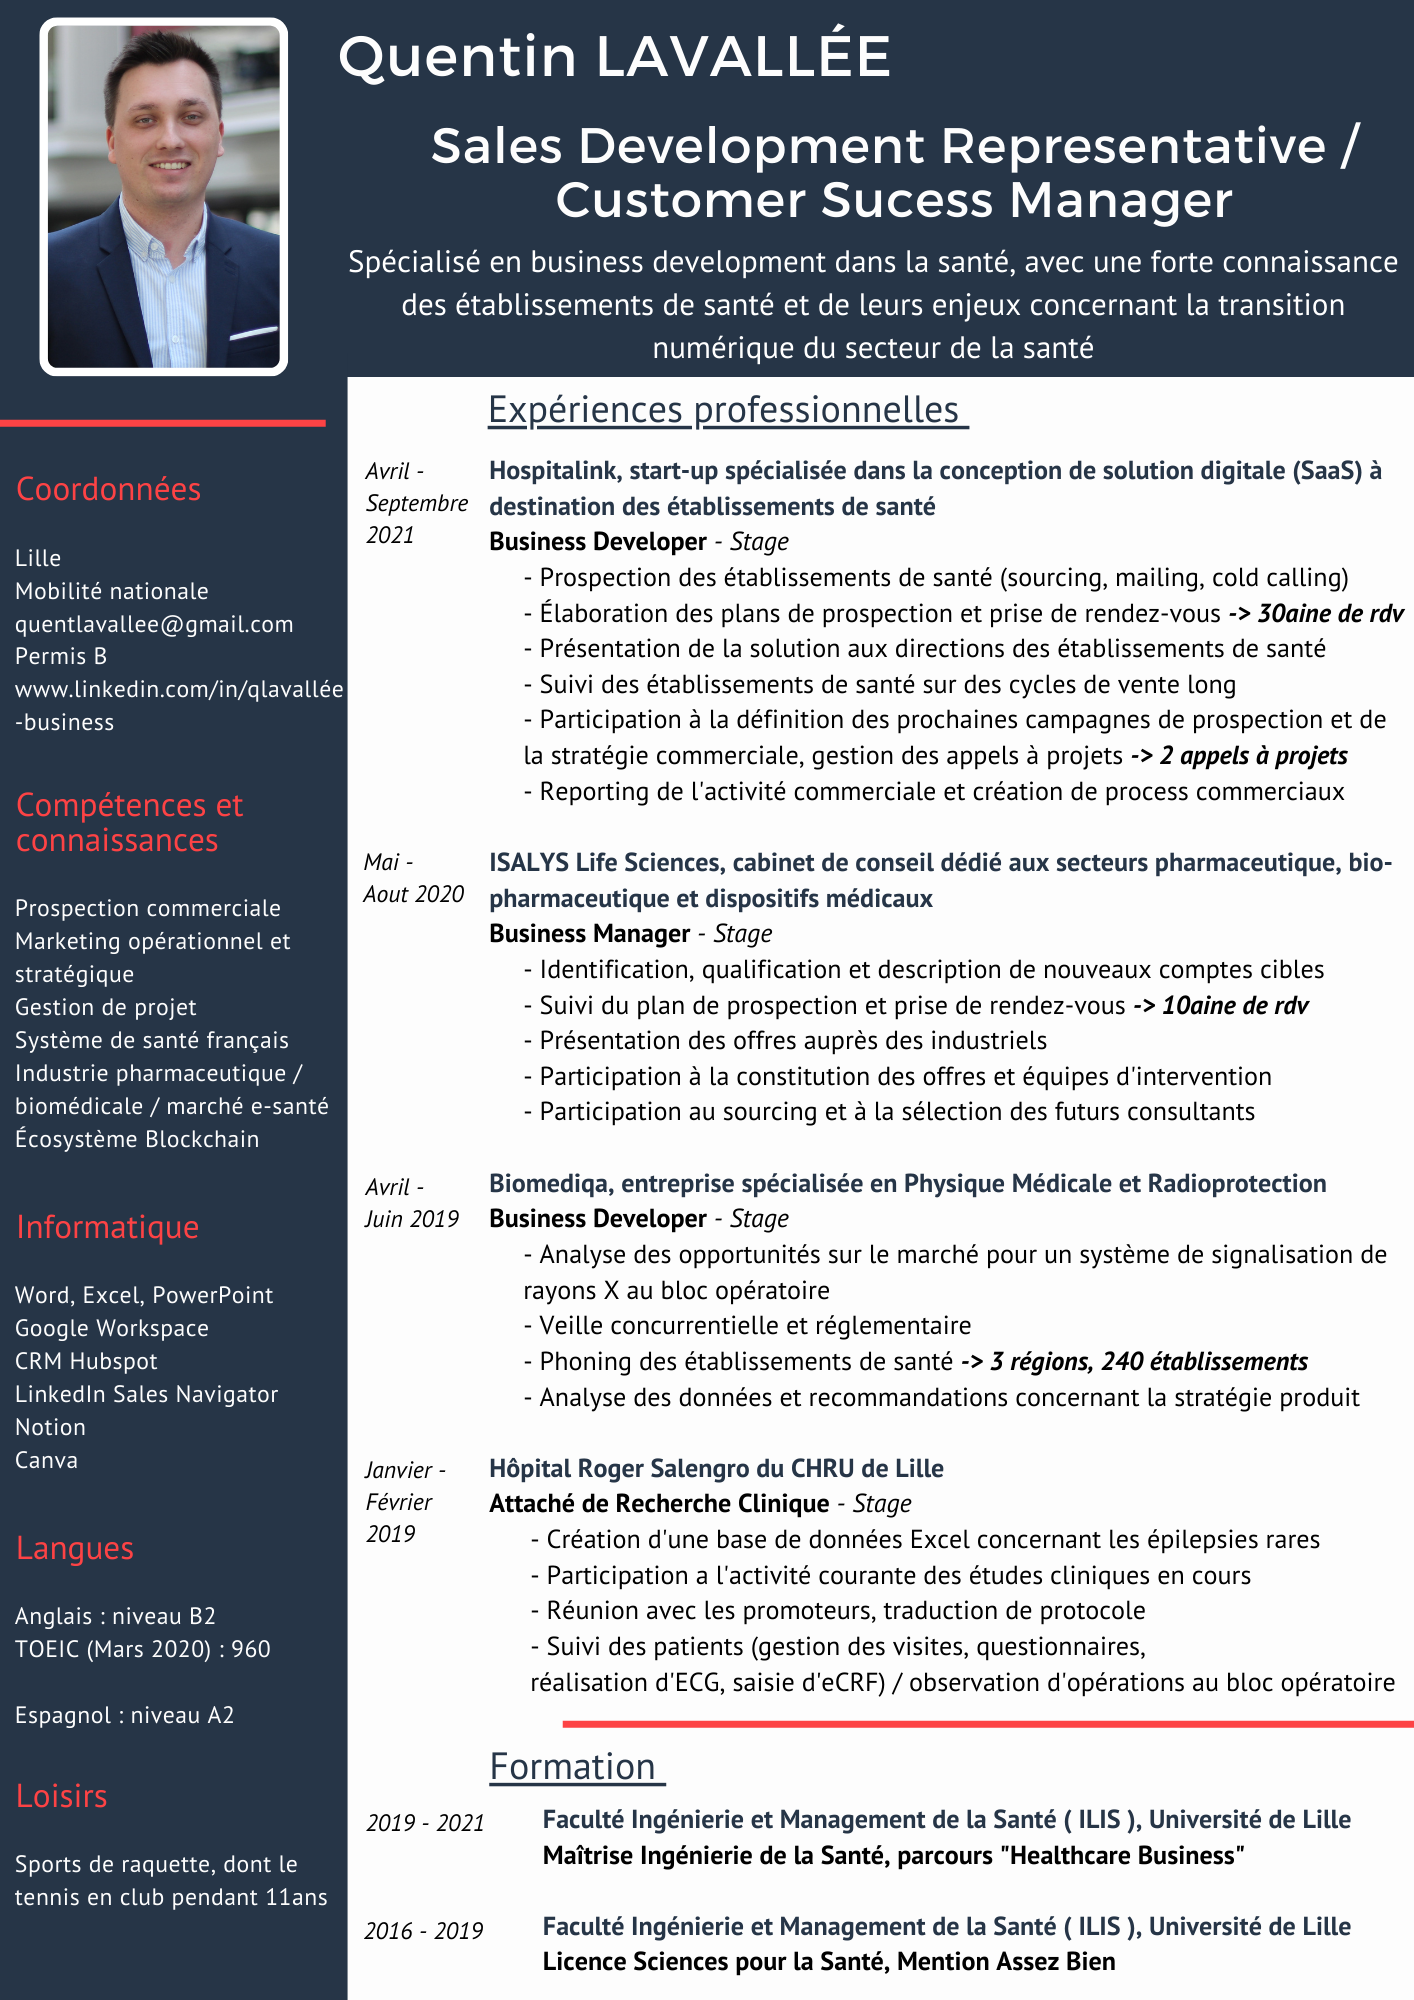 Quentin LAVALLÉE
Sales Development Representative /
Customer Sucess Manager
Spécialisé en business development dans la santé, avec une forte connaissance
des établissements de santé et de leurs enjeux concernant la transition
numérique du secteur de la santé
Coordonnées
Lille
Mobilité nationale
quentlavallee@gmail.com
Permis B
www.linkedin.com/in/qlavallée
-business
Compétences et
connaissances
Prospection commerciale
Marketing opérationnel et
stratégique
Gestion de projet
Système de santé français
Industrie pharmaceutique /
biomédicale / marché e-santé
Écosystème Blockchain
Informatique
Word, Excel, PowerPoint
Google Workspace
CRM Hubspot
LinkedIn Sales Navigator
Notion
Canva
Langues
Anglais : niveau B2
TOEIC (Mars 2020) : 960
Espagnol : niveau A2
Loisirs
Sports de raquette, dont le
tennis en club pendant 11ans
Expériences professionnelles
Avril -
Septembre
2021
Hospitalink, start-up spécialisée dans la conception de solution digitale (SaaS) à
destination des établissements de santé
Business Developer - Stage
- Prospection des établissements de santé (sourcing, mailing, cold calling)
- Élaboration des plans de prospection et prise de rendez-vous -> 30aine de rdv
- Présentation de la solution aux directions des établissements de santé
- Suivi des établissements de santé sur des cycles de vente long
- Participation à la définition des prochaines campagnes de prospection et de
la stratégie commerciale, gestion des appels à projets -> 2 appels à projets
- Reporting de l'activité commerciale et création de process commerciaux
Mai -
Aout 2020
ISALYS Life Sciences, cabinet de conseil dédié aux secteurs pharmaceutique, bio-
pharmaceutique et dispositifs médicaux
Business Manager - Stage
- Identification, qualification et description de nouveaux comptes cibles
- Suivi du plan de prospection et prise de rendez-vous -> 10aine de rdv
- Présentation des offres auprès des industriels
- Participation à la constitution des offres et équipes d'intervention
- Participation au sourcing et à la sélection des futurs consultants
Avril -
Juin 2019
Biomediqa, entreprise spécialisée en Physique Médicale et Radioprotection
Business Developer - Stage
- Analyse des opportunités sur le marché pour un système de signalisation de
rayons X au bloc opératoire
- Veille concurrentielle et réglementaire
- Phoning des établissements de santé -> 3 régions, 240 établissements
- Analyse des données et recommandations concernant la stratégie produit
Janvier -
Février
2019
Hôpital Roger Salengro du CHRU de Lille
Attaché de Recherche Clinique - Stage
- Création d'une base de données Excel concernant les épilepsies rares
- Participation a l'activité courante des études cliniques en cours
- Réunion avec les promoteurs, traduction de protocole
- Suivi des patients (gestion des visites, questionnaires,
réalisation d'ECG, saisie d'eCRF) / observation d'opérations au bloc opératoire
Formation
2019 - 2021
Faculté Ingénierie et Management de la Santé ( ILIS ), Université de Lille
Maîtrise Ingénierie de la Santé, parcours "Healthcare Business"
2016 - 2019
Faculté Ingénierie et Management de la Santé ( ILIS ), Université de Lille
Licence Sciences pour la Santé, Mention Assez Bien